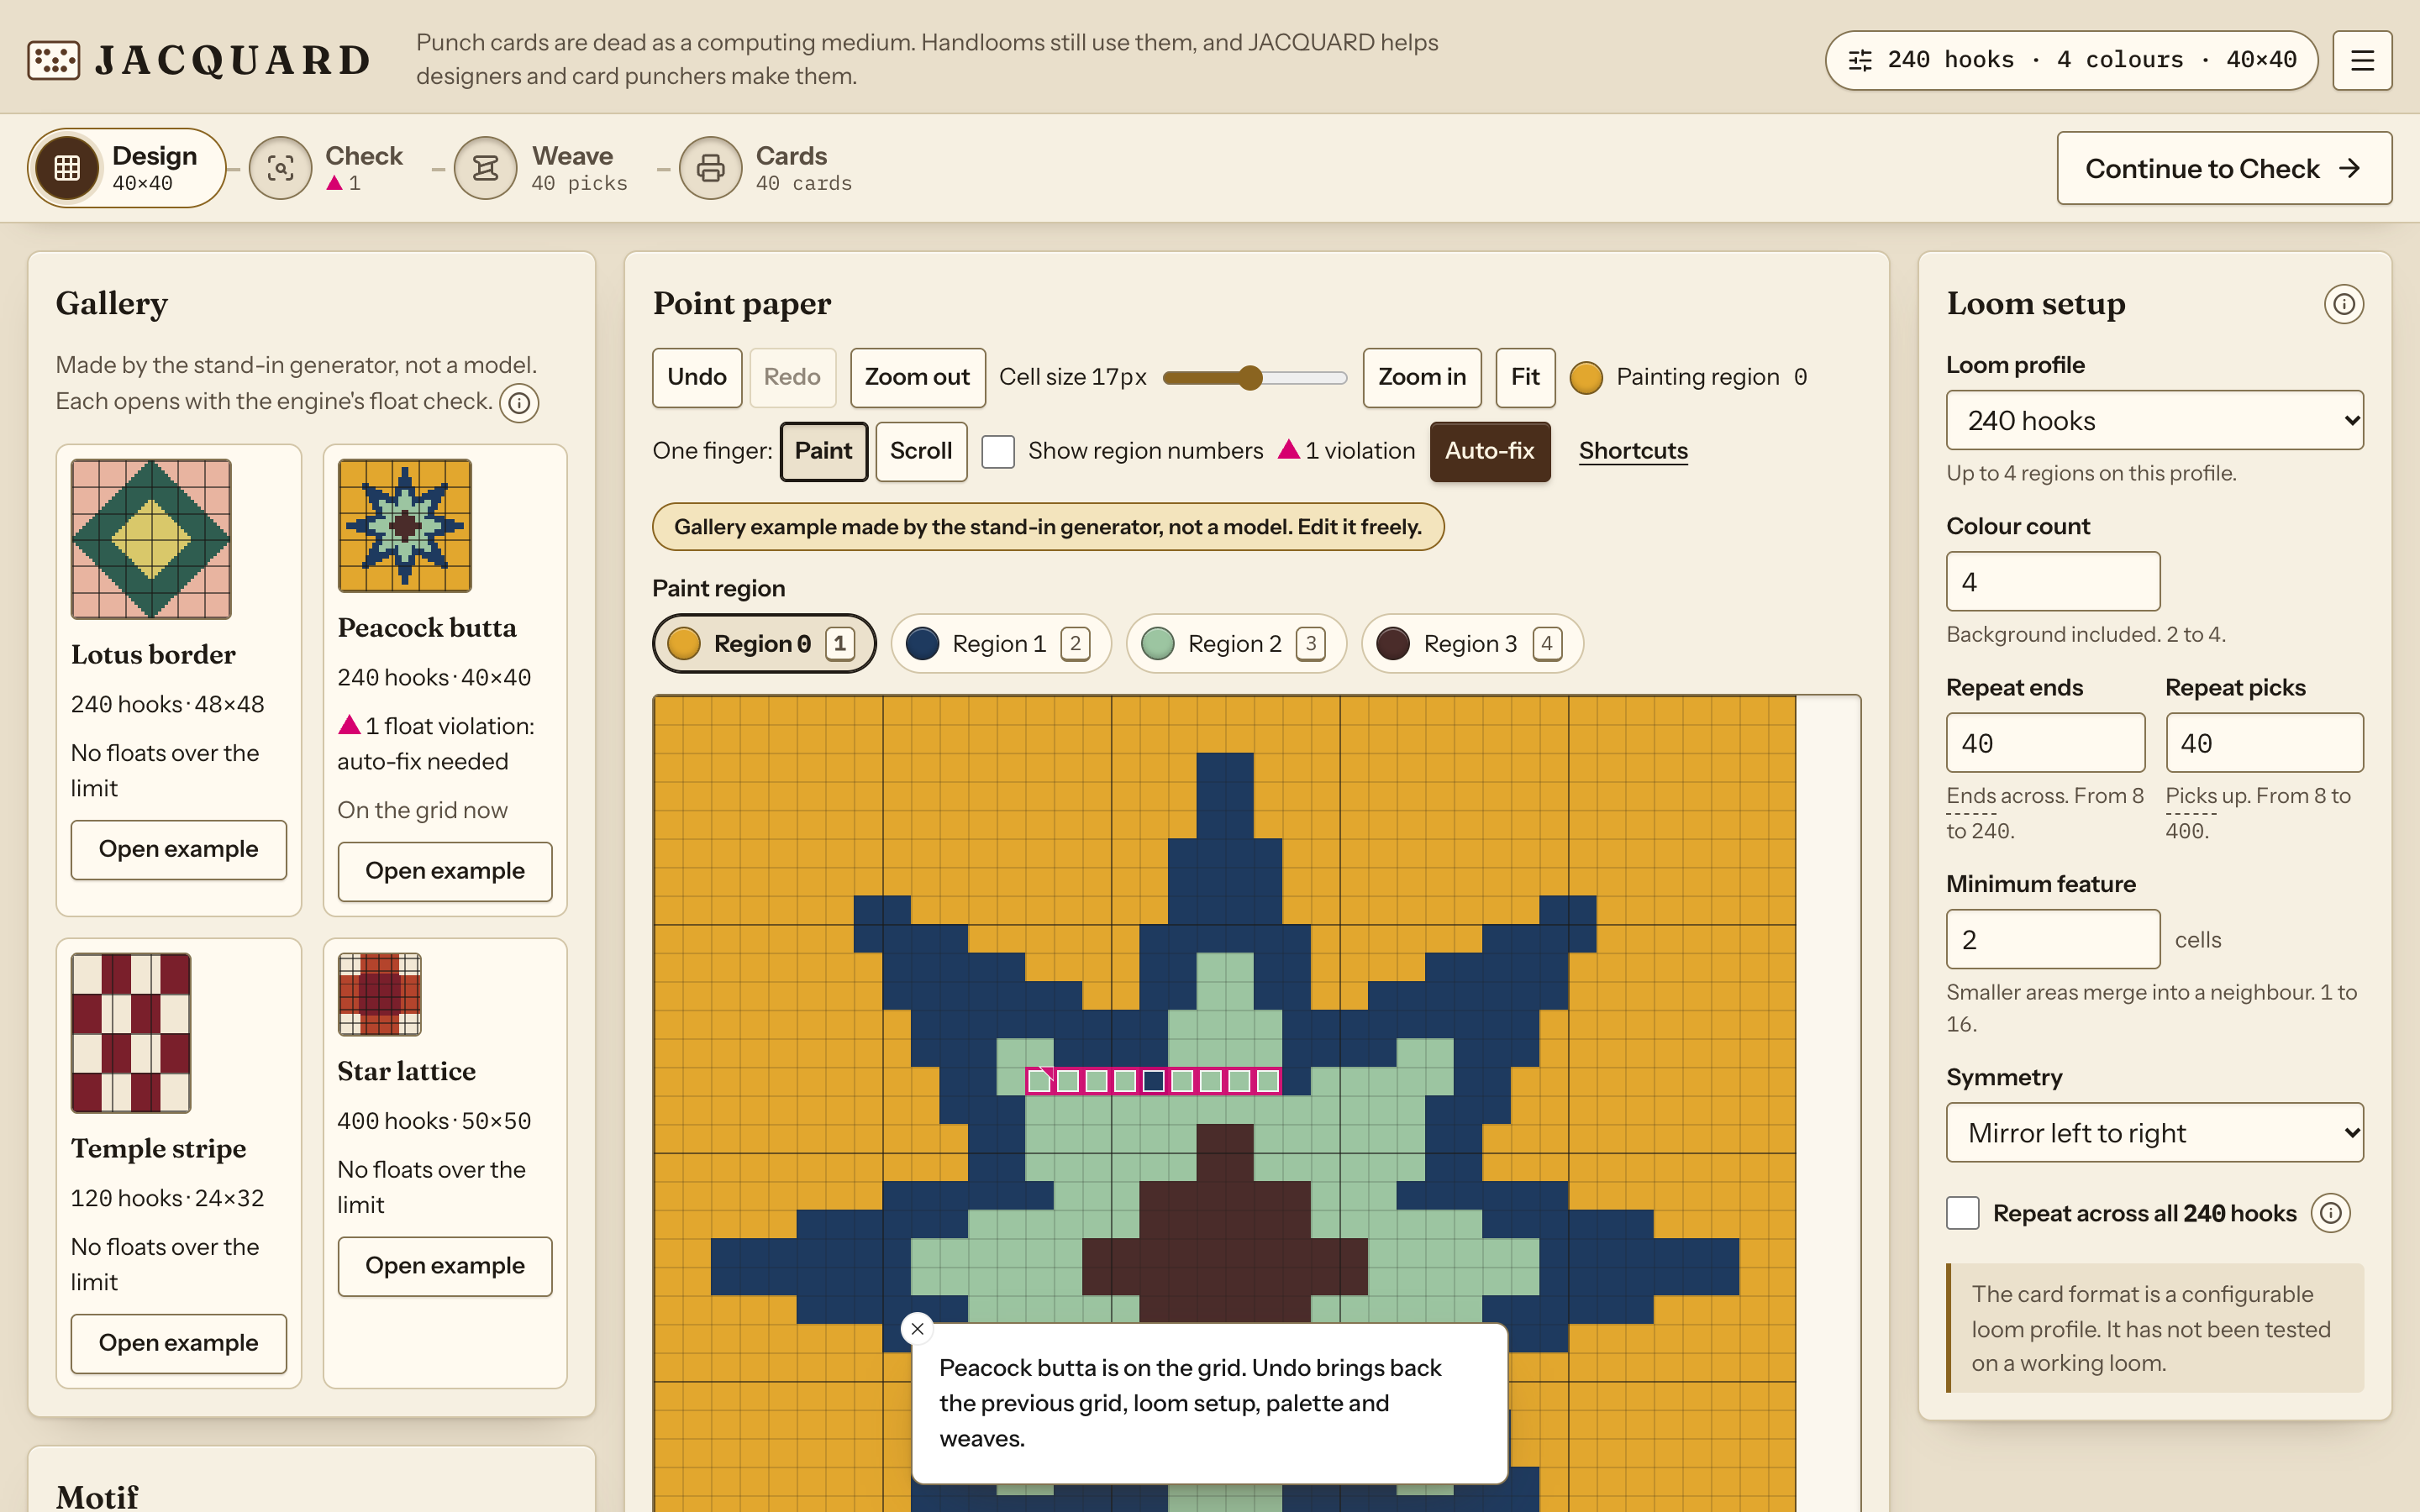 JACQUARD
Punch cards are dead as a computing medium. Handlooms still use them, and JACQUARD helps
designers and card punchers make them.
240 hooks · 4 colours · 40×40
Design
40×40
Check
1
Weave
40 picks
Cards
40 cards
Continue to Check
Gallery
Made by the stand-in generator, not a model.
Each opens with the engine's float check.
Lotus border
240 hooks · 48×48
No floats over the
limit
Open example
Peacock butta
240 hooks · 40×40
1 float violation:
auto-fix needed
On the grid now
Open example
Temple stripe
120 hooks · 24×32
No floats over the
limit
Open example
Star lattice
400 hooks · 50×50
No floats over the
limit
Open example
Motif
Point paper
Undo
Redo
Zoom out
Cell size 17px
Zoom in
Fit
Painting region 0
One finger:
Paint
Scroll
Show region numbers
1 violation
Auto-fix
Shortcuts
Gallery example made by the stand-in generator, not a model. Edit it freely.
Paint region
Region 0 1
Region 1 2
Region 2 3
Region 3 4
Peacock butta is on the grid. Undo brings back
the previous grid, loom setup, palette and
weaves.
Loom setup
Loom profile
240 hooks
Up to 4 regions on this profile.
Colour count
4
Background included. 2 to 4.
Repeat ends
40
Ends across. From 8
to 240.
Repeat picks
40
Picks up. From 8 to
400.
Minimum feature
2
cells
Smaller areas merge into a neighbour. 1 to
16.
Symmetry
Mirror left to right
Repeat across all 240 hooks
The card format is a configurable
loom profile. It has not been tested
on a working loom.